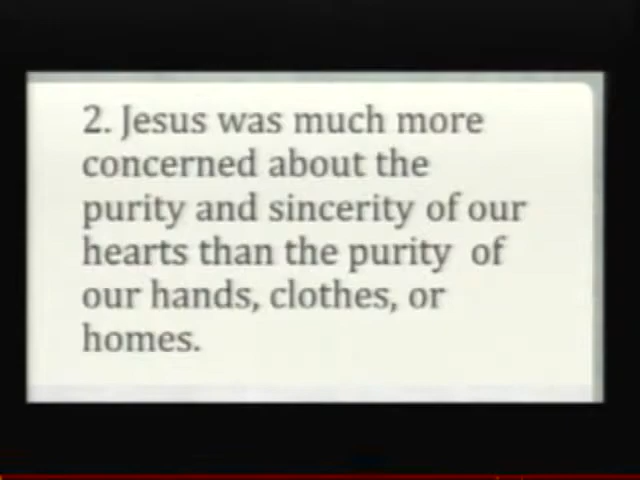 2. Jesus was much more
concerned about the
purity and sincerity of our
hearts than the purity  of
our hands, clothes, or
homes.